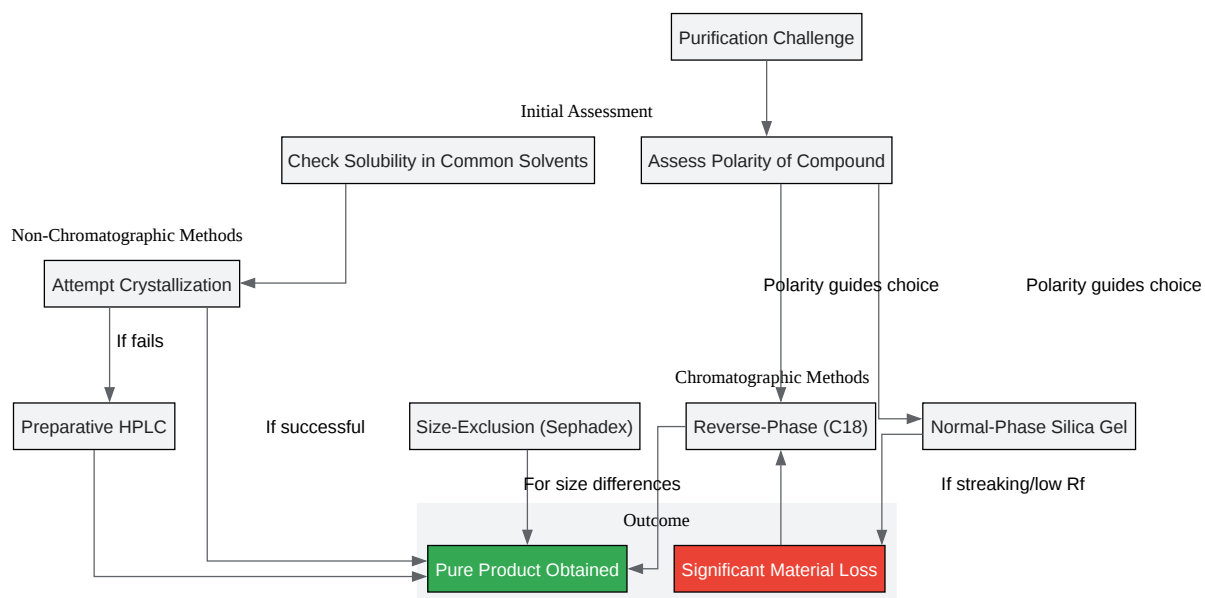 Purification Challenge
Initial Assessment
Check Solubility in Common Solvents
Assess Polarity of Compound
Non-Chromatographic Methods
Attempt Crystallization
Polarity guides choice
Polarity guides choice
If fails
Chromatographic Methods
Preparative HPLC
If successful
Size-Exclusion (Sephadex)
Reverse-Phase (C18)
Normal-Phase Silica Gel
For size differences
If streaking/low Rf
Outcome
Pure Product Obtained
Significant Material Loss